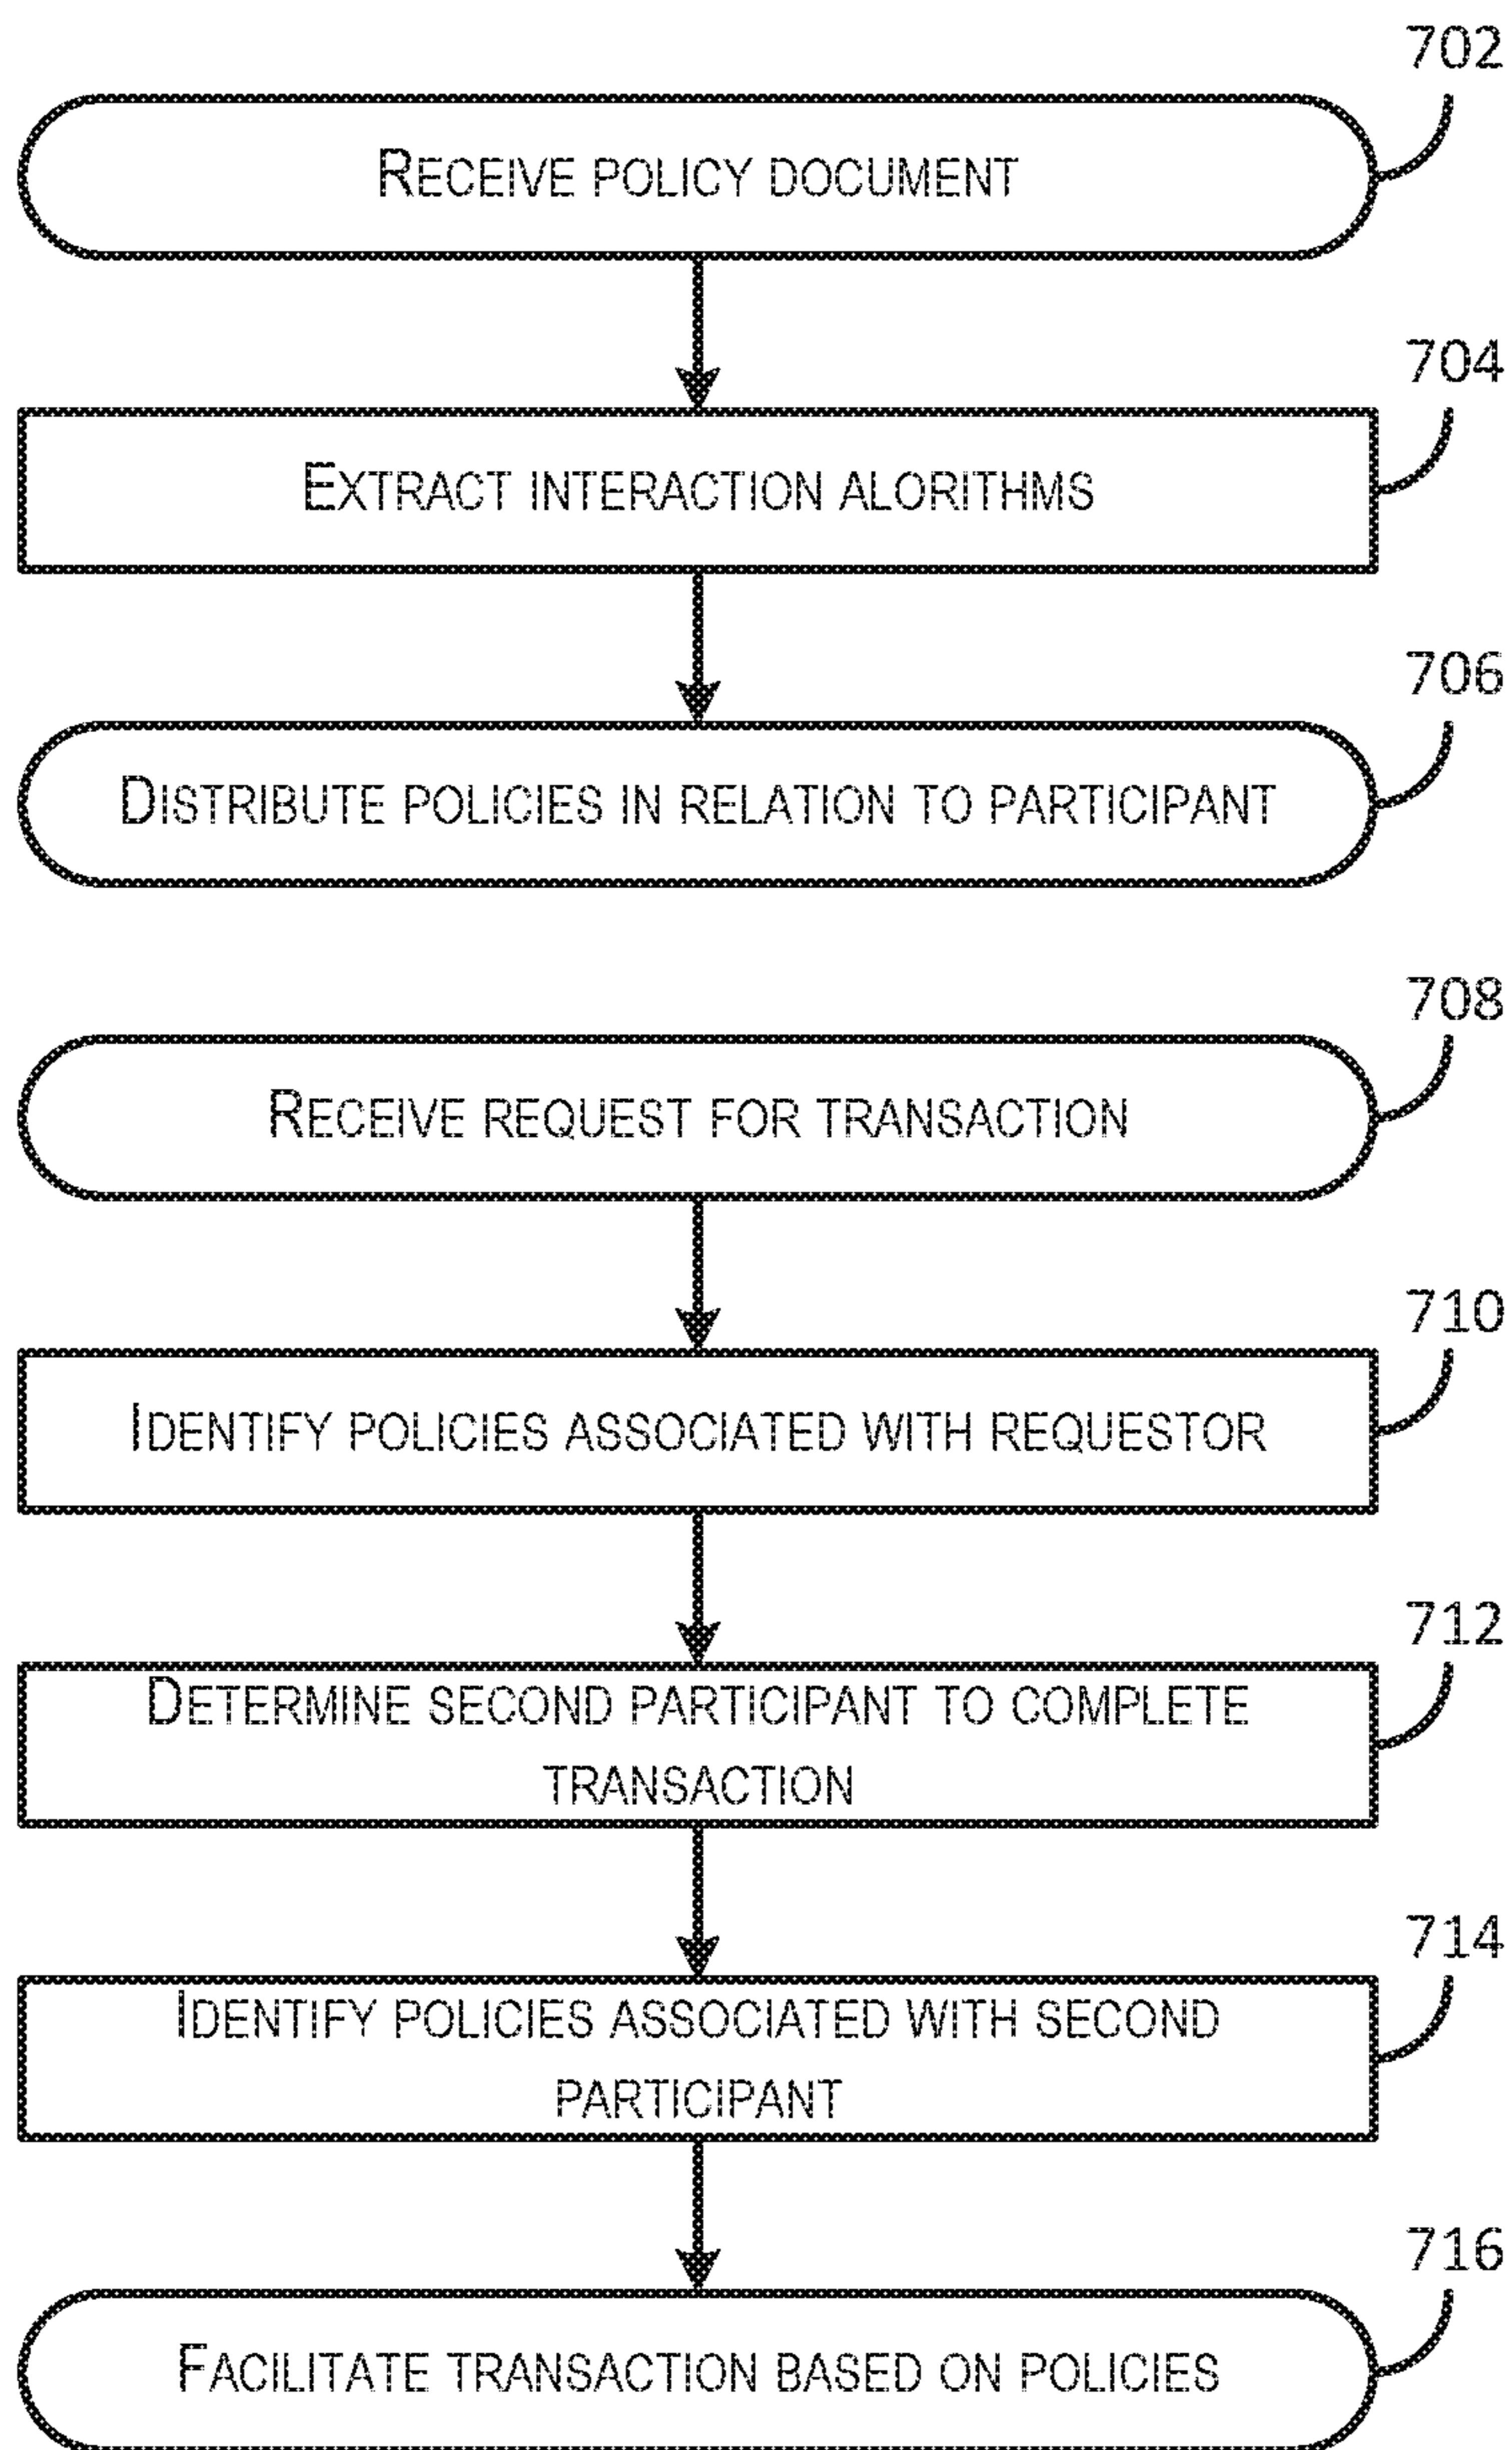 702
RECEIVE POLICY DOCUMENT
704
EXTRACT INTERACTION ALORITHMS
706
DISTRIBUTE POLICIES IN RELATION TO PARTICIPANT
708
RECEIVE REQUEST FOR TRANSACTION
710
IDENTIFY POLICIES ASSOCIATED WITH REQUESTOR
712
DETERMINE SECOND PARTICIPANT TO COMPLETE
TRANSACTION
714
IDENTIFY POLICIES ASSOCIATED WITH SECOND
PARTICIPANT
716
FACILITATE TRANSACTION BASED ON POLICIES